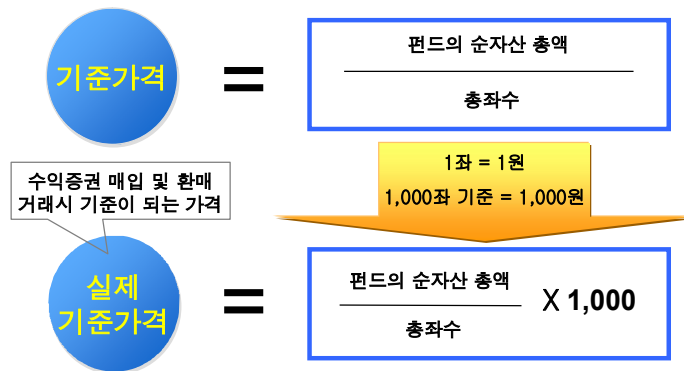 기준가격
=
펀드의 순자산 총액
총좌수
1좌 = 1원
1,000좌 기준 = 1,000원
수익증권 매입 및 환매
거래시 기준이 되는 가격
실제
기준가격
=
펀드의 순자산 총액
총좌수
X 1,000